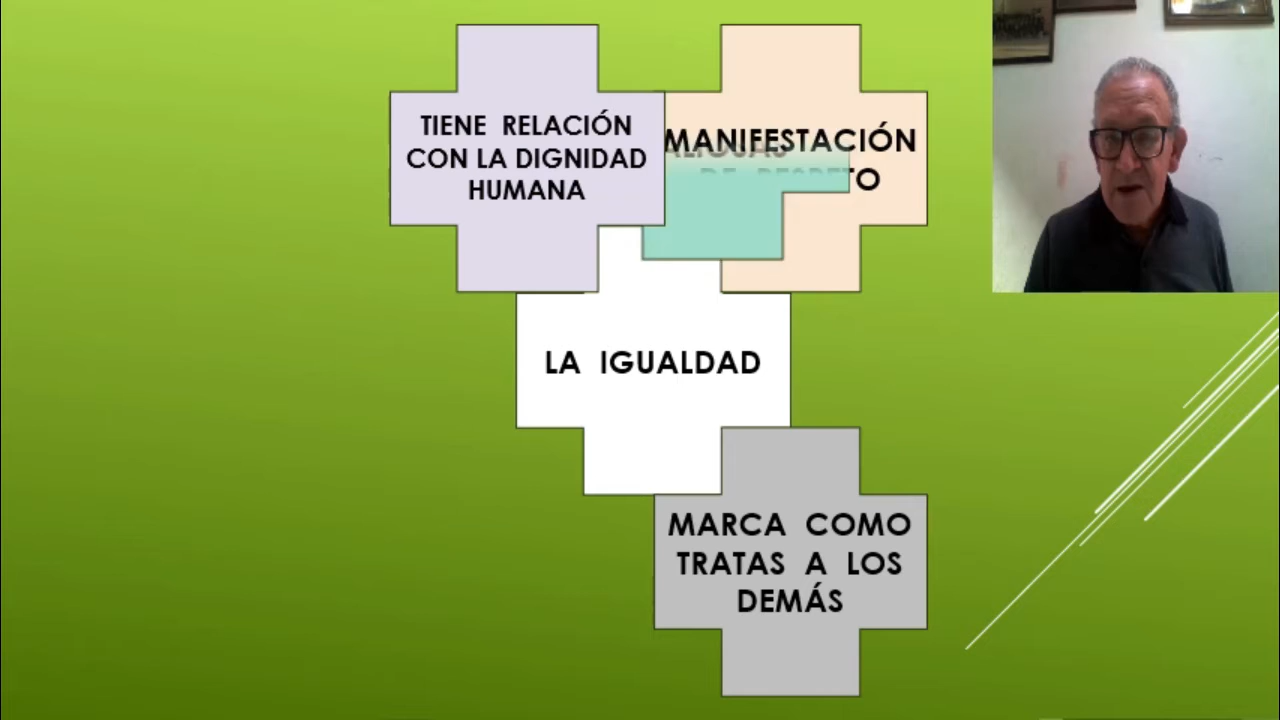 TIENE RELACIÓN
CON LA DIGNIDAD
HUMANA
MANIFESTACIÓN
LA IGUALDAD
MARCA COMO
TRATAS A LOS
DEMÁS